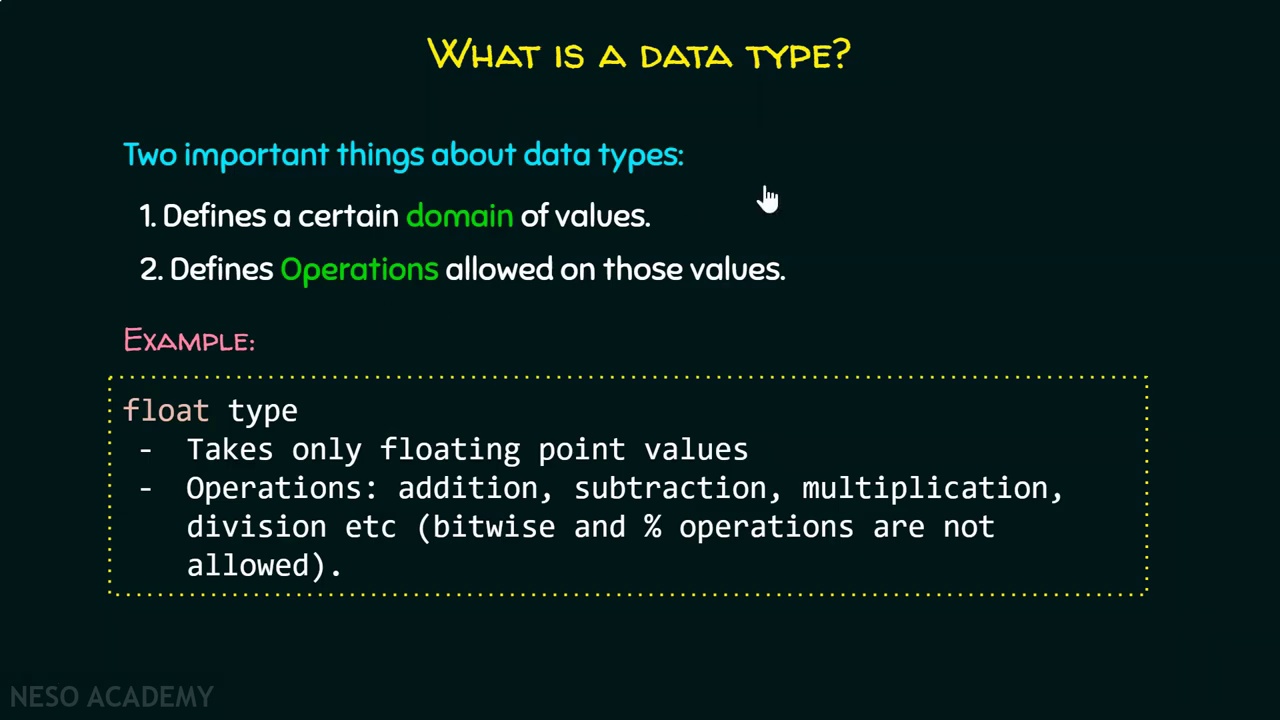 What is a data type?
Two important things about data types:
1. Defines a certain domain of values.
2. Defines Operations allowed on those values.
Example:
float type
- Takes only floating point values
- Operations: addition, subtraction, multiplication,
division etc (bitwise and % operations are not
allowed).
NESO ACADEMY